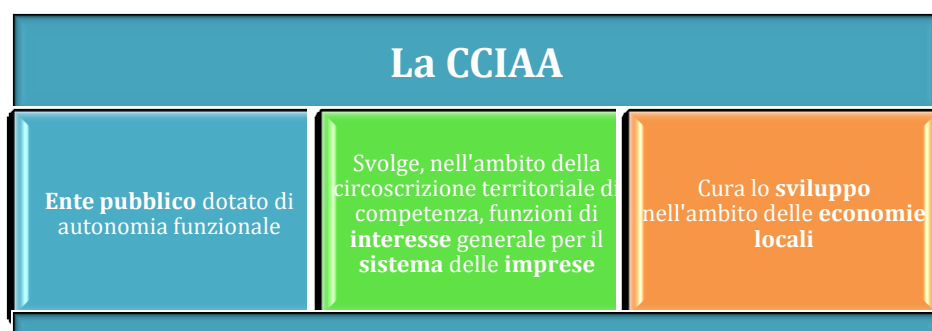 La CCIAA
Ente pubblico dotato di
autonomia funzionale
Svolge, nell'ambito della
circoscrizione territoriale di
competenza, funzioni di
interesse generale per il
sistema delle imprese
Cura lo sviluppo
nell'ambito delle economie
locali